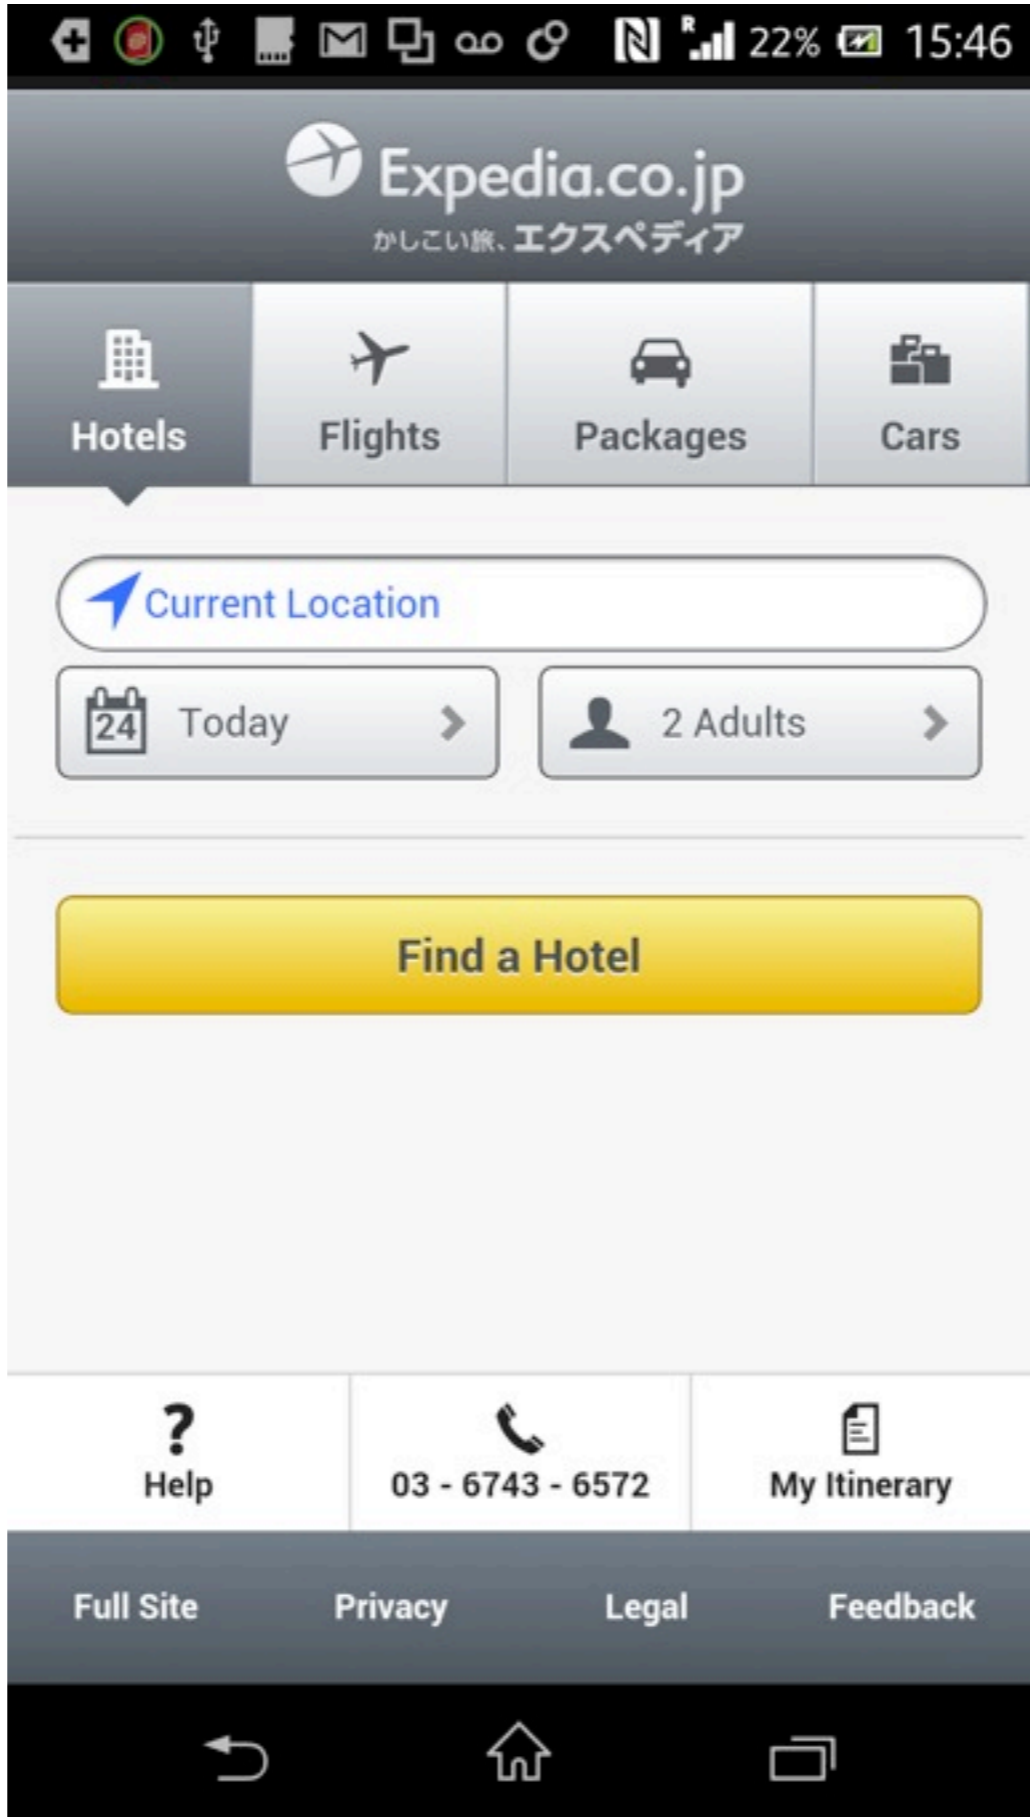 22% 15:46
Expedia.co.jp
かしこい旅、エクスペディア
Hotels Flights Packages Cars
Current Location
24 Today 2 Adults
Find a Hotel
? Help 03 - 6743 - 6572 My Itinerary
Full Site Privacy Legal Feedback